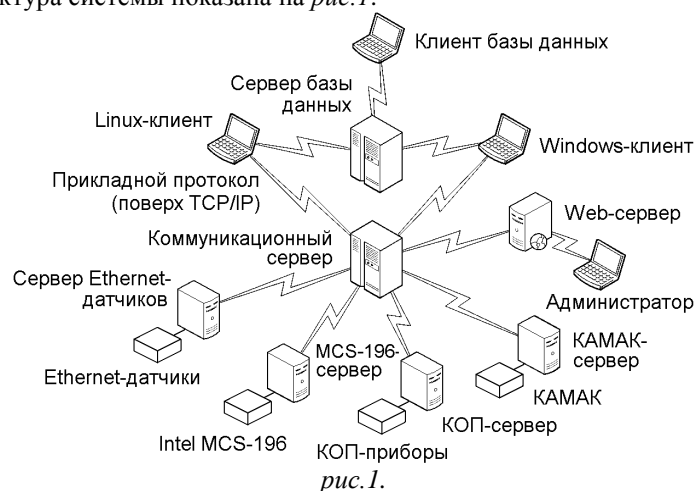 ктура системы показана на рис.1.
Клиент базы данных
Сервер базы
данных
Linux-клиент
Windows-клиент
Прикладной протокол
(поверх TCP/IP)
Web-сервер
Коммуникационный
сервер
Сервер Ethernet-
датчиков
Администратор
MCS-196-
сервер
КАМАК-
сервер
Ethernet-датчики
КАМАК
КОП-сервер
Intel MCS-196
КОП-приборы
рис.1.